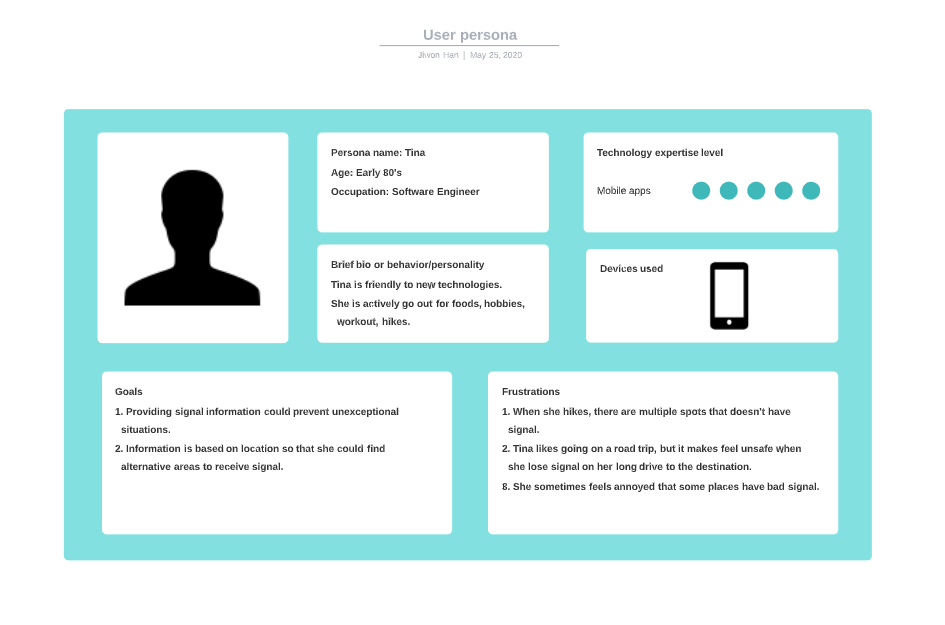 User persona
Jiwon Han | May 25, 2020
Persona name: Tina
Age: Early 80's
Occupation: Software Engineer
Technology expertise level
Mobile apps
Brief bio or behavior/personality
Tina is friendly to new technologies.
She is actively go out for foods, hobbies,
workout, hikes.
Devices used
Goals
1. Providing signal information could prevent unexceptional
situations.
2. Information is based on location so that she could find
alternative areas to receive signal.
Frustrations
1. When she hikes, there are multiple spots that doesn't have
signal.
2. Tina likes going on a road trip, but it makes feel unsafe when
she lose signal on her long drive to the destination.
8. She sometimes feels annoyed that some places have bad signal.